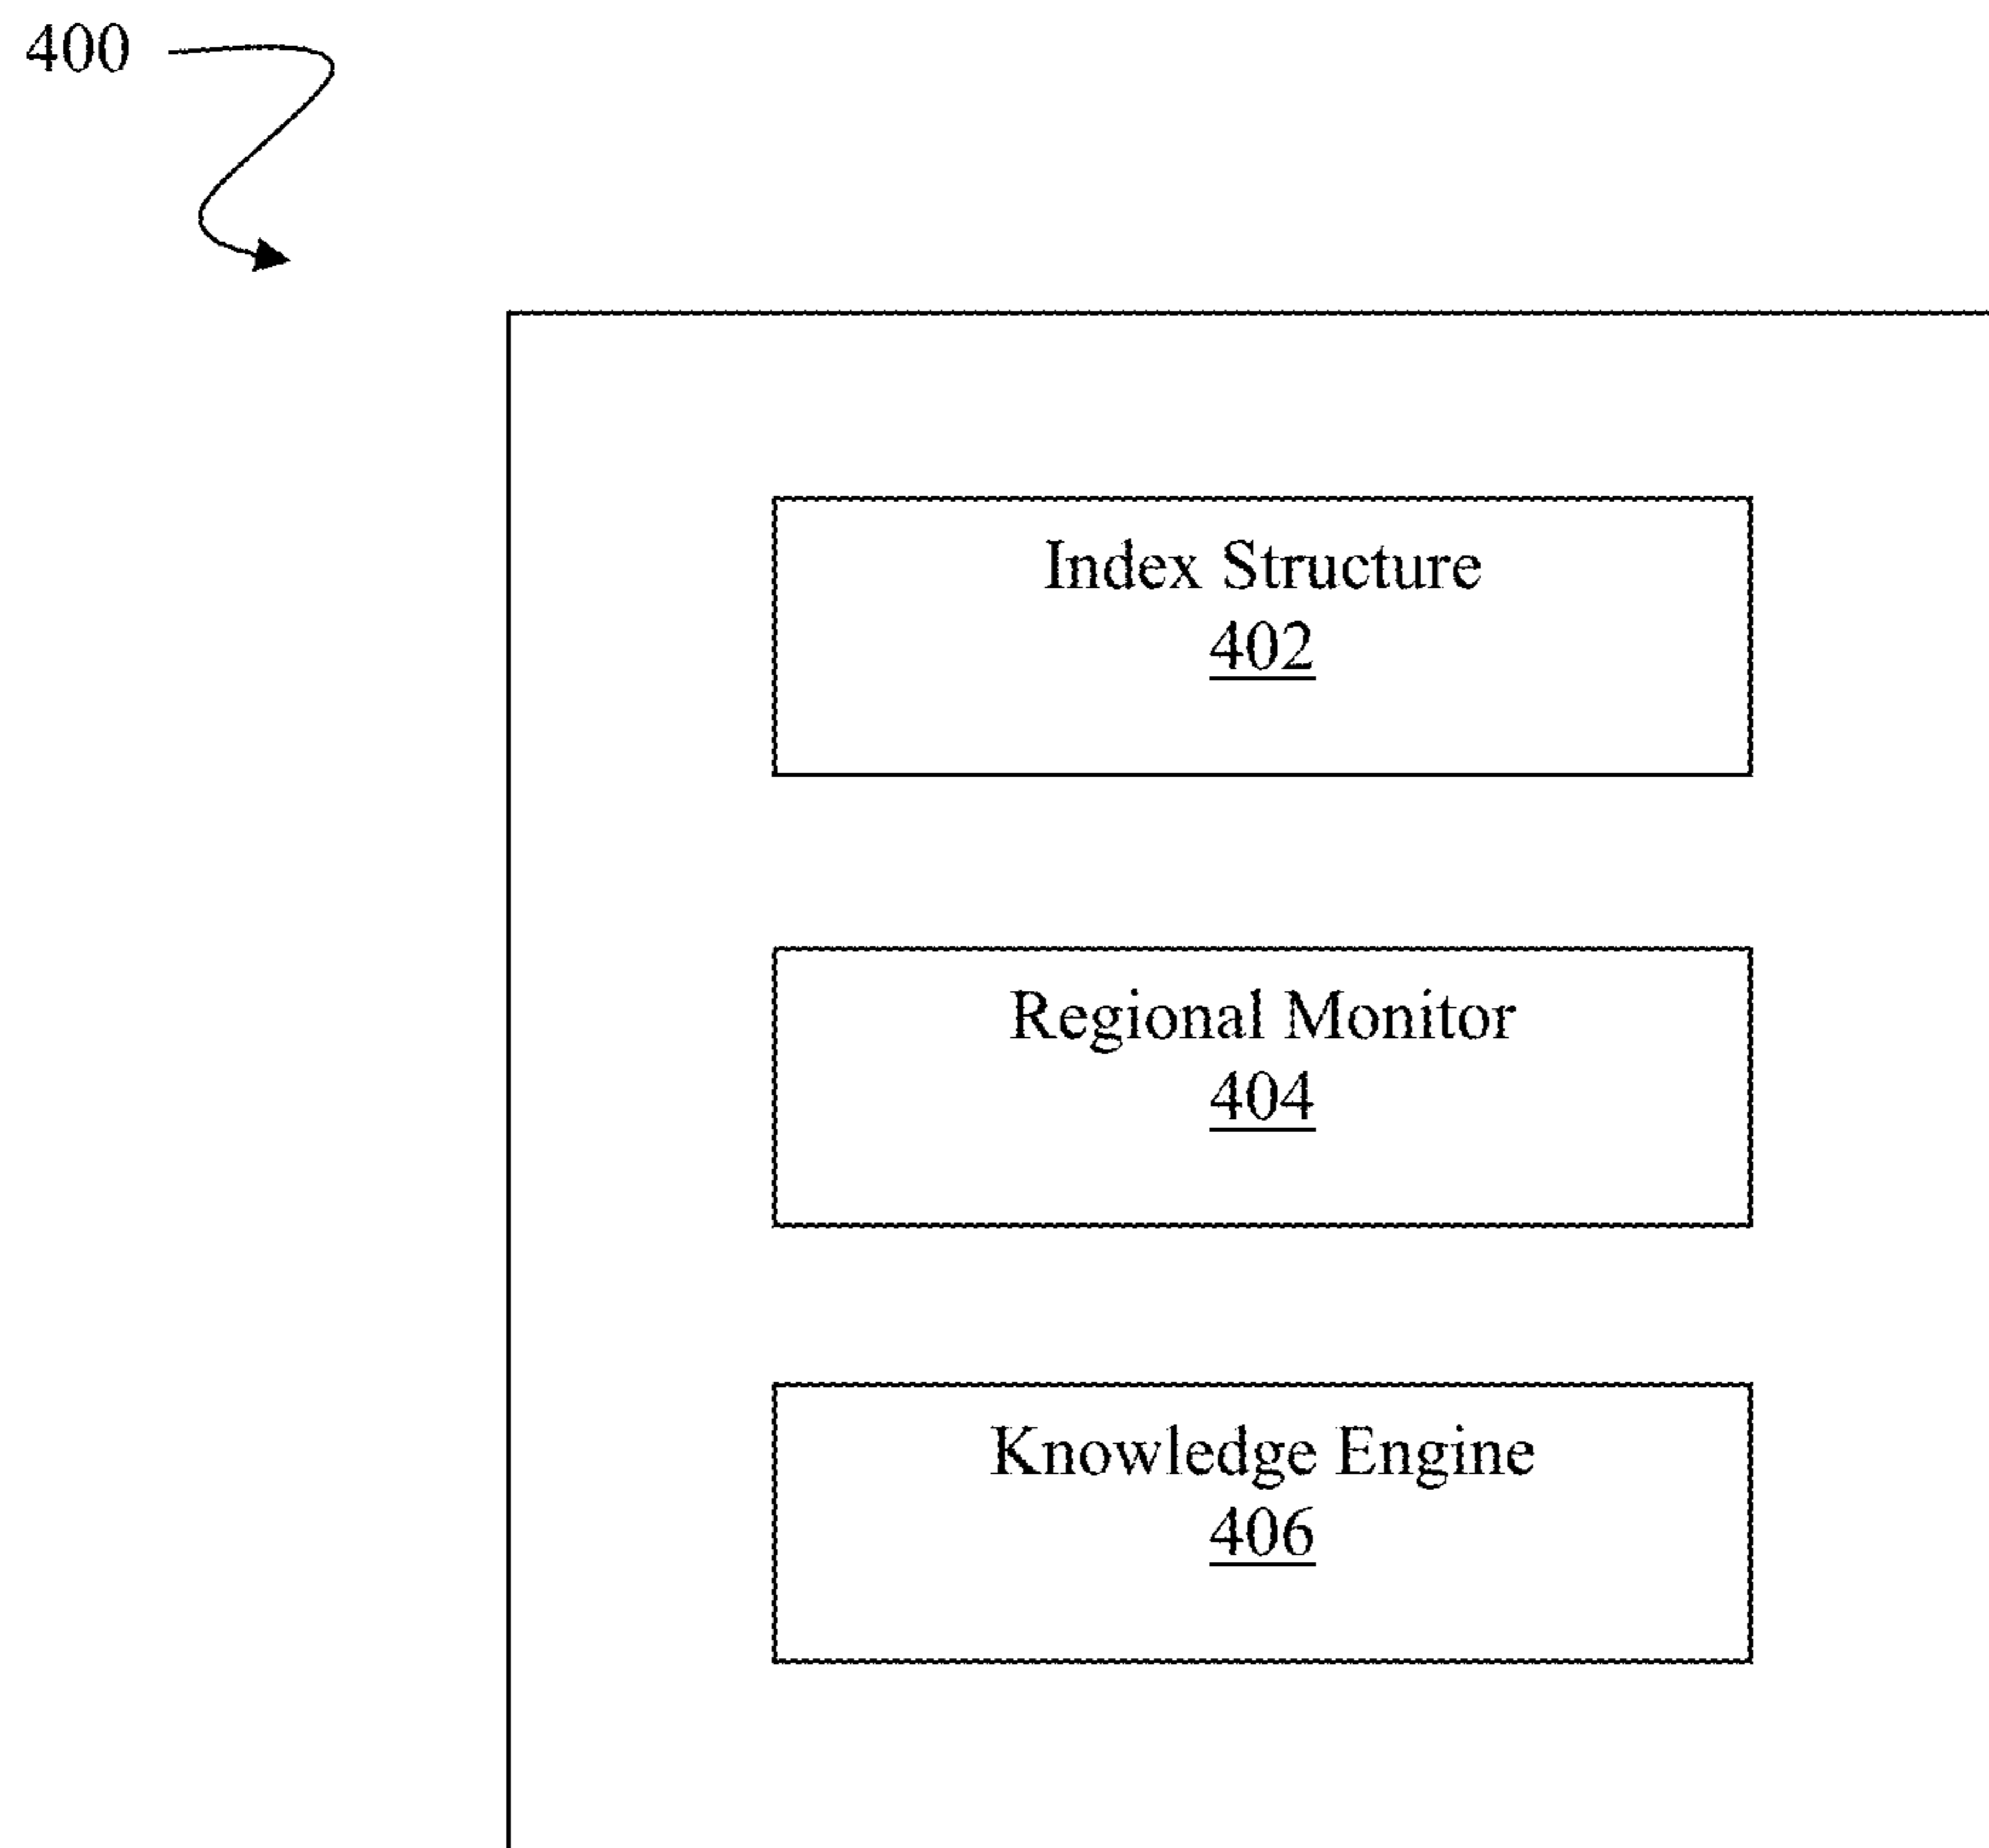 400
Index Structure
402
Regional Monitor
404
Knowledge Engine
406